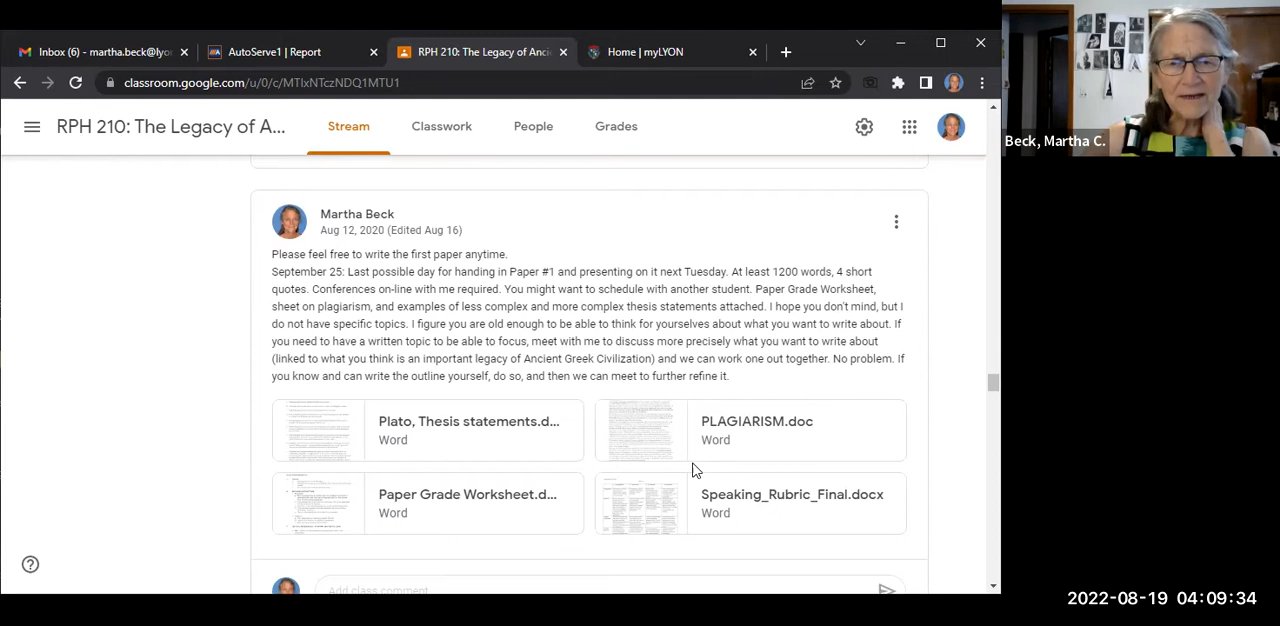 Inbox (6) - martha.beck@lyo
AutoServe1 | Report
RPH 210: The Legacy of Anci
Home | myLYON
classroom.google.com/u/0/c/MTIxNTczNDQ1MTU1
RPH 210: The Legacy of A...
Stream
Classwork
People
Grades
Beck, Martha C.
Martha Beck
Aug 12, 2020 (Edited Aug 16)
Please feel free to write the first paper anytime.
September 25: Last possible day for handing in Paper #1 and presenting on it next Tuesday. At least 1200 words, 4 short
quotes. Conferences on-line with me required. You might want to schedule with another student. Paper Grade Worksheet,
sheet on plagiarism, and examples of less complex and more complex thesis statements attached. I hope you don't mind, but I
do not have specific topics. I figure you are old enough to be able to think for yourselves about what you want to write about. If
you need to have a written topic to be able to focus, meet with me to discuss more precisely what you want to write about
(linked to what you think is an important legacy of Ancient Greek Civilization) and we can work one out together. No problem. If
you know and can write the outline yourself, do so, and then we can meet to further refine it.
Plato, Thesis statements.d...
Word
PLAGIARISM.doc
Word
Paper Grade Worksheet.d...
Word
Speaking_Rubric_Final.docx
Word
Add class comment
2022-08-19 04:09:34